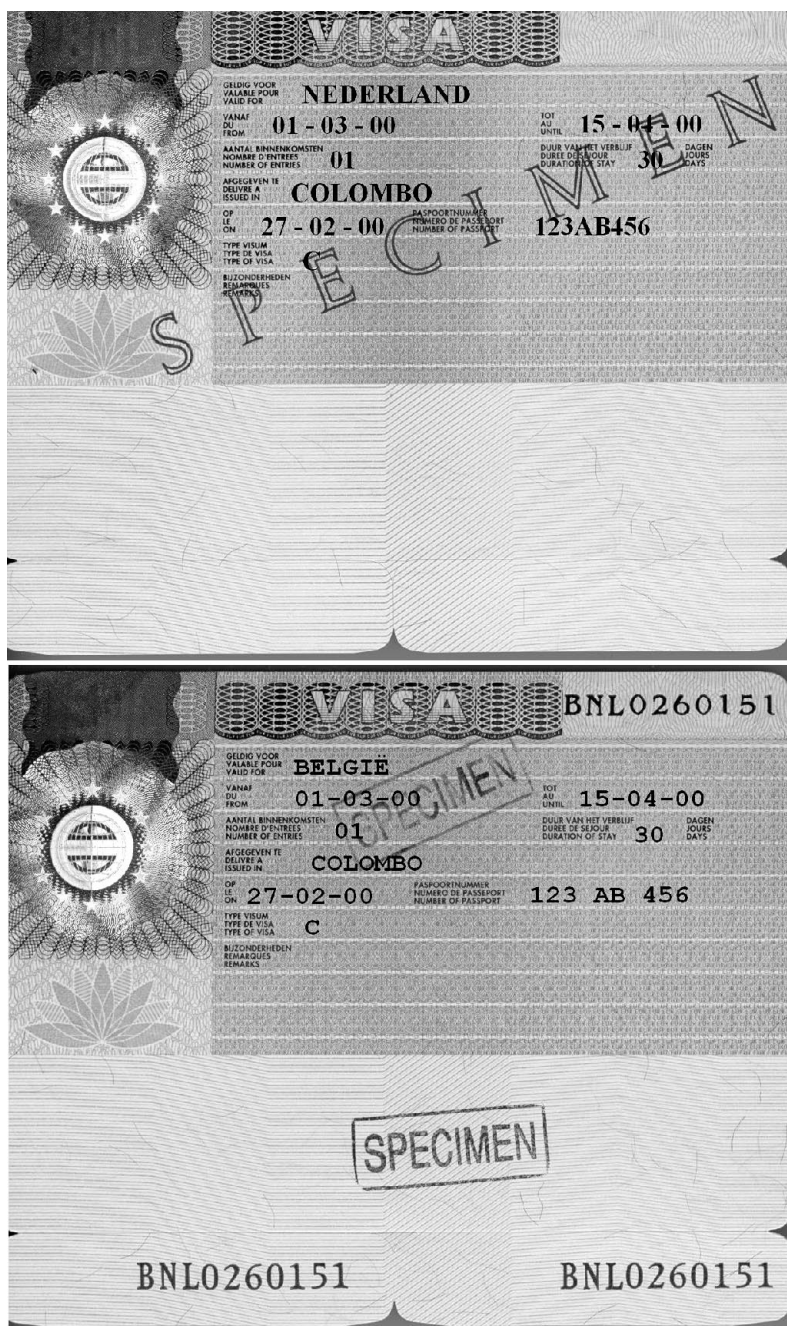 VISA
GELDIG VOOR
VALABLE POUR
VALID FOR
NEDERLAND
VANAF
DU
FROM
01 - 03 - 00
TOT
AU
UNTIL
15 - 04 - 00
AANTAL BINNENKOMSTEN
NOMBRE D'ENTREES
NUMBER OF ENTRIES
01
DUUR VAN HET VERBLIJF
DUREE DE SEJOUR
DURATION OF STAY
30
DAGEN
JOURS
DAYS
AFGEGEVEN TE
DELIVRE A
ISSUED IN
COLOMBO
OP
LE
ON
27 - 02 - 00
PASPOORTNUMMER
NUMERO DE PASSEPORT
NUMBER OF PASSPORT
123AB456
TYPE VISUM
TYPE DE VISA
TYPE OF VISA
C
BIJZONDERHEDEN
REMARQUES
REMARKS
SPECIMEN
VISA
BNL0260151
GELDIG VOOR
VALABLE POUR
VALID FOR
BELGIË
VANAF
DU
FROM
01-03-00
TOT
AU
UNTIL
15-04-00
SPECIMEN
AANTAL BINNENKOMSTEN
NOMBRE D'ENTREES
NUMBER OF ENTRIES
01
DUUR VAN HET VERBLIJF
DUREE DE SEJOUR
DURATION OF STAY
30
DAGEN
JOURS
DAYS
AFGEGEVEN TE
DELIVRE A
ISSUED IN
COLOMBO
OP
LE
ON
27-02-00
PASPOORTNUMMER
NUMERO DE PASSEPORT
NUMBER OF PASSPORT
123 AB 456
TYPE VISUM
TYPE DE VISA
TYPE OF VISA
C
BIJZONDERHEDEN
REMARQUES
REMARKS
SPECIMEN
BNL0260151 BNL0260151